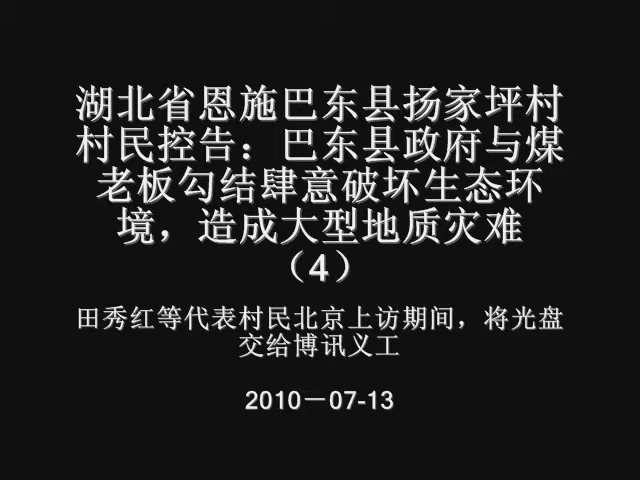 湖北省恩施巴东县扬家坪村
村民控告：巴东县政府与煤
老板勾结肆意破坏生态环
境，造成大型地质灾难
（4）
田秀红等代表村民北京上访期间，将光盘
交给博讯义工
2010－07-13